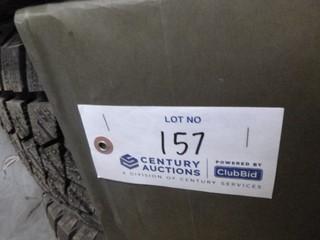 LOT NO
157
CENTURY AUCTIONS
POWERED BY
ClubBid
A DIVISION OF CENTURY SERVICES